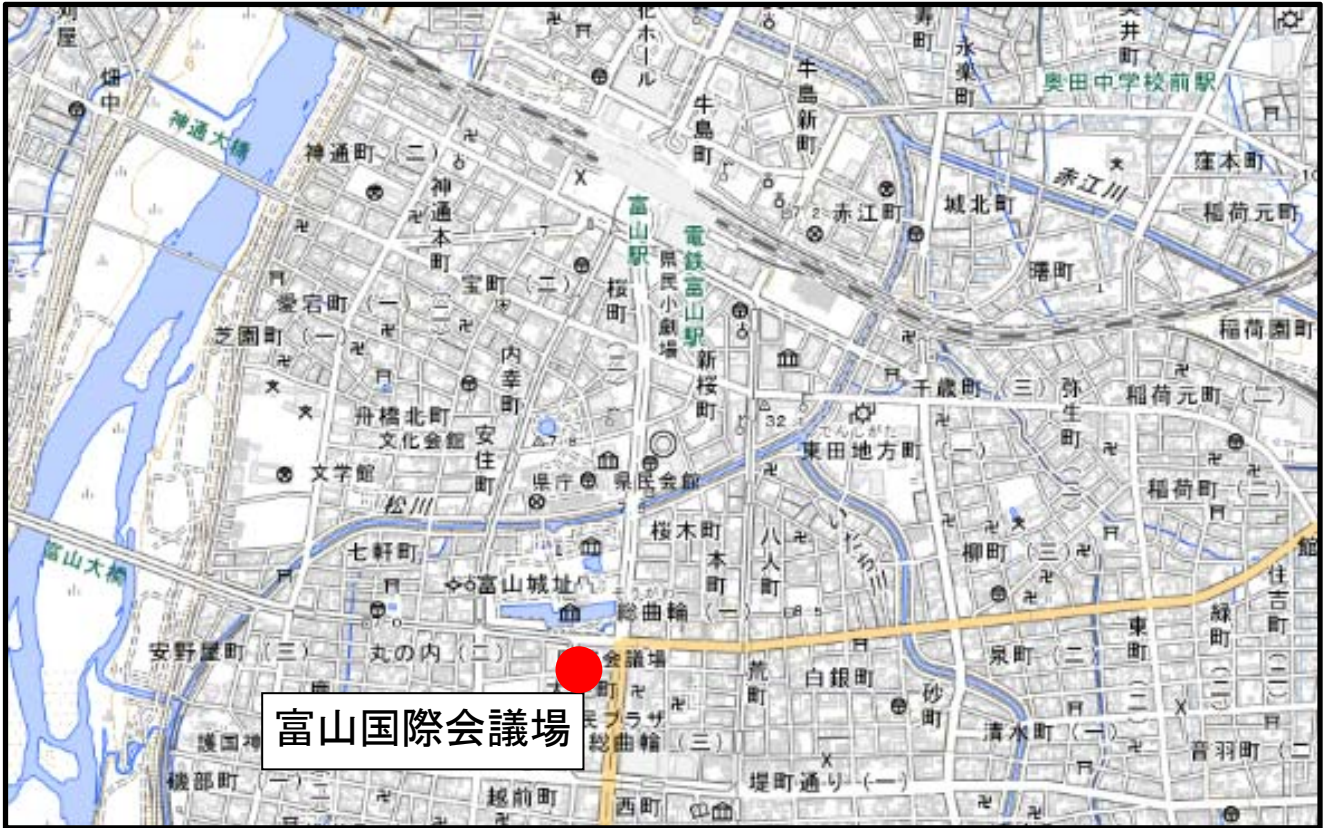 畑中
神通大橋
神通町(二)
神通本町
牛島町
牛島新町
永楽町
奥田中学校前駅
窪本町
赤江川
稲荷元町
城北町
赤江町
曙町
富山駅
電鉄富山駅
県民小劇場
桜町
宝町(二)
愛宕町(一)
芝園町(一)
内幸町
新桜町
稲荷園町
千歳町(三)
弥生町
稲荷元町(二)
舟橋北町
文化会館
安住町
32
東田地方町(一)
文学館
県庁
県民会館
稲荷町(二)
松川
いたち川
七軒町
桜木町
本町
八人町
柳町(三)
富山大橋
富山城址
総曲輪(一)
住吉町
緑町
東町
安野屋町(三)
丸の内(二)
会議場
荒町
白銀町
泉町(二)
砂町
富山国際会議場
総曲輪(三)
清水町(一)
音羽町(二
磯部町(一)
越前町
西町
堤町通り(一)